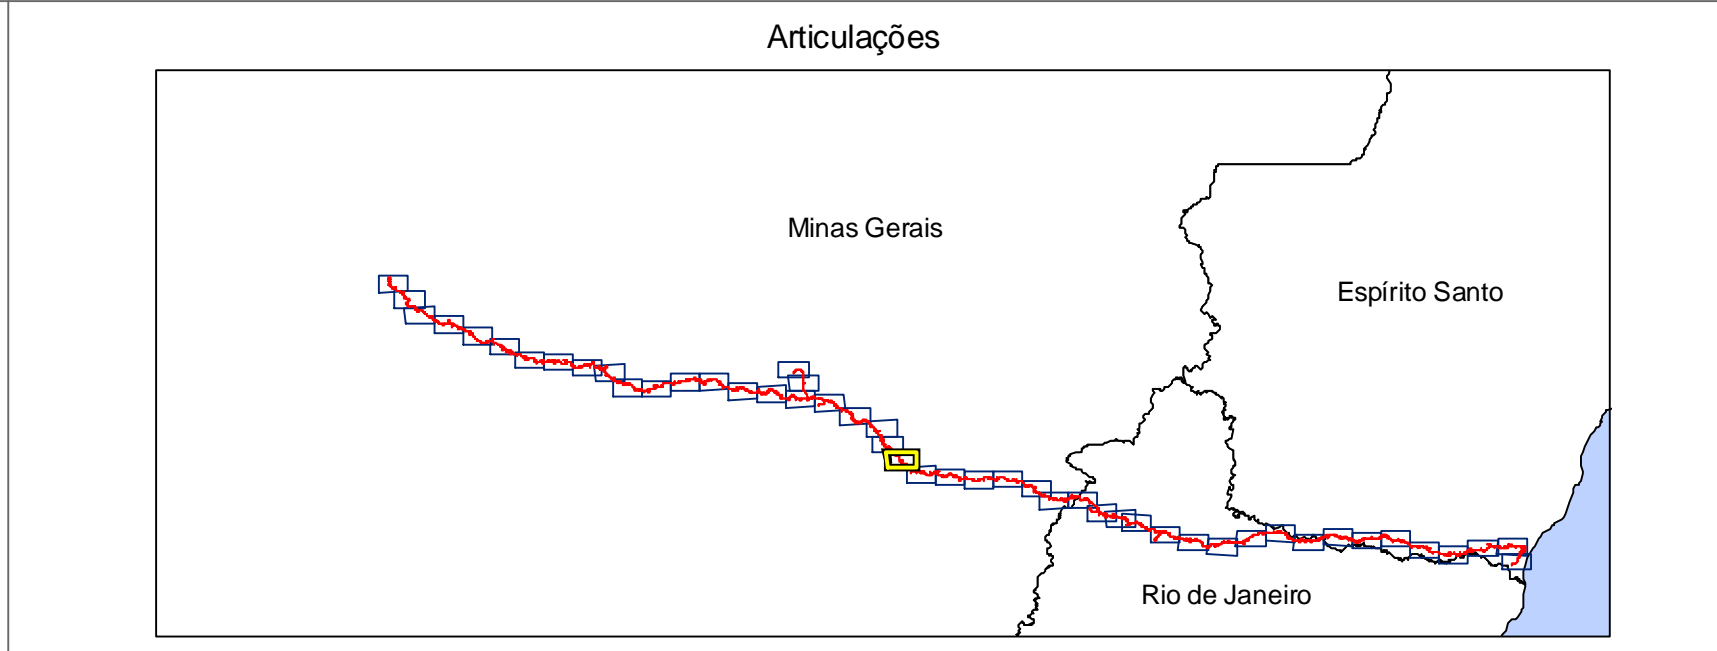 Articulações
Minas Gerais
Espírito Santo
Rio de Janeiro